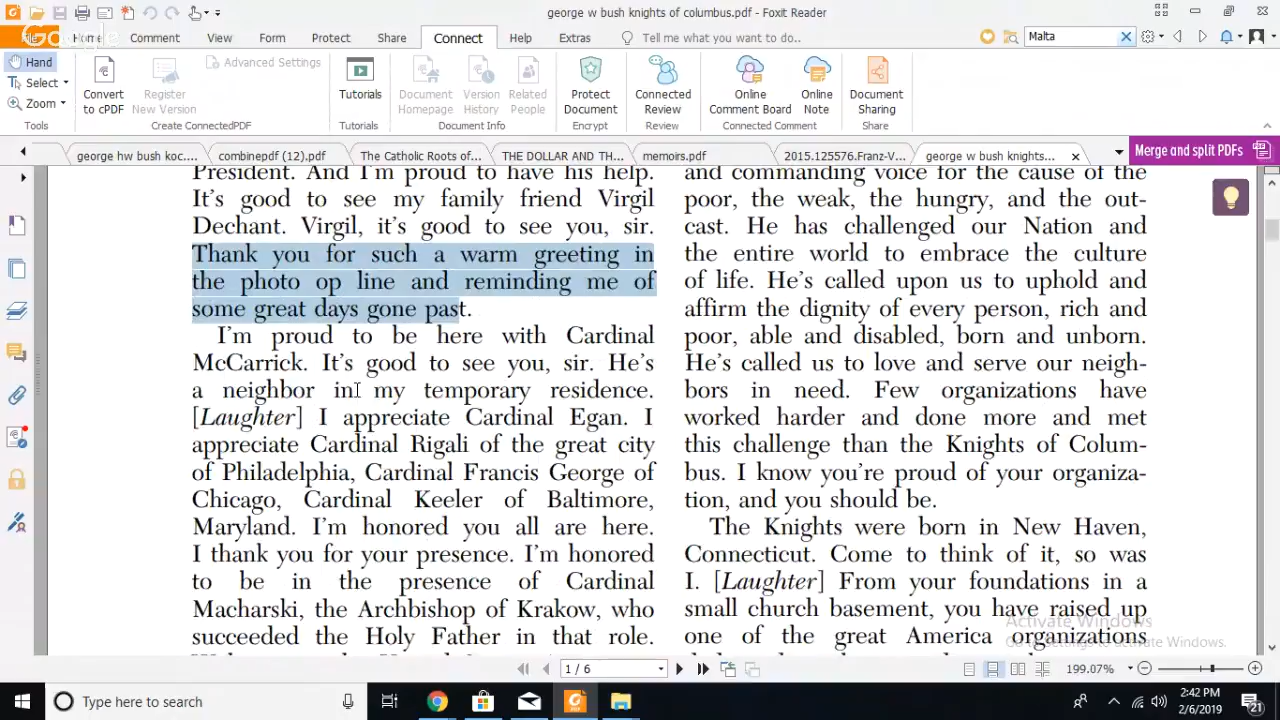 george w bush knights of columbus.pdf - Foxit Reader
Google
File
Home
Comment
View
Form
Protect
Share
Connect
Help
Extras
Tell me what you want to do..
Malta
Hand
Select
Zoom
Tools
Convert to cPDF
Register New Version
Advanced Settings
Create ConnectedPDF
Tutorials
Tutorials
Document Homepage
Version History
Related People
Document Info
Protect Document
Encrypt
Connected Review
Review
Online Comment Board
Online Note
Connected Comment
Document Sharing
Share
george hw bush koc....
combinepdf (12).pdf
The Catholic Roots of...
THE DOLLAR AND TH...
memoirs.pdf
2015.125576.Franz-V...
george w bush knights...
Merge and split PDFs
President. And I'm proud to have his help.
It's good to see my family friend Virgil
Dechant. Virgil, it's good to see you, sir.
Thank you for such a warm greeting in
the photo op line and reminding me of
some great days gone past.
I'm proud to be here with Cardinal
McCarrick. It's good to see you, sir. He's
a neighbor in my temporary residence.
[Laughter] I appreciate Cardinal Egan. I
appreciate Cardinal Rigali of the great city
of Philadelphia, Cardinal Francis George of
Chicago, Cardinal Keeler of Baltimore,
Maryland. I'm honored you all are here.
I thank you for your presence. I'm honored
to be in the presence of Cardinal
Macharski, the Archbishop of Krakow, who
succeeded the Holy Father in that role.
and commanding voice for the cause of the
poor, the weak, the hungry, and the out-
cast. He has challenged our Nation and
the entire world to embrace the culture
of life. He's called upon us to uphold and
affirm the dignity of every person, rich and
poor, able and disabled, born and unborn.
He's called us to love and serve our neigh-
bors in need. Few organizations have
worked harder and done more and met
this challenge than the Knights of Colum-
bus. I know you're proud of your organiza-
tion, and you should be.
The Knights were born in New Haven,
Connecticut. Come to think of it, so was
I. [Laughter] From your foundations in a
small church basement, you have raised up
one of the great America organizations
Activate Windows
Go to Settings to activate Windows.
1 / 6
199.07%
Type here to search
2:42 PM
2/6/2019
21